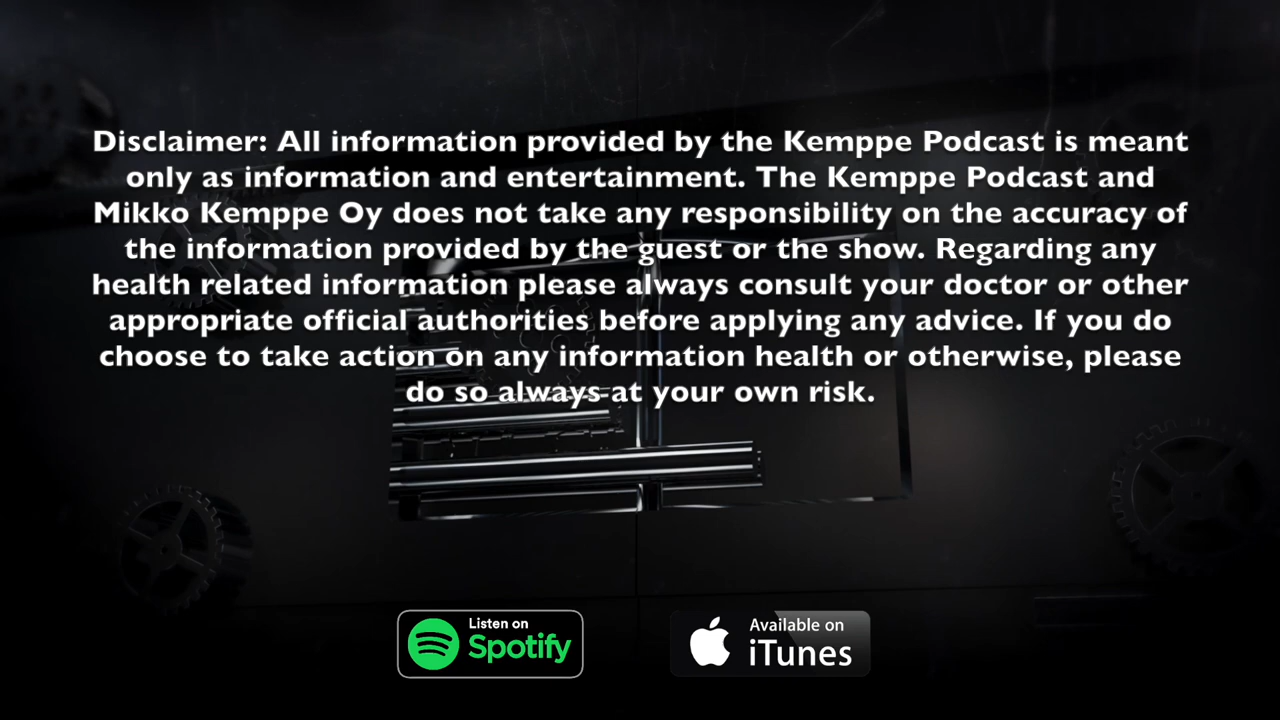 Disclaimer: All information provided by the Kemppe Podcast is meant
only as information and entertainment. The Kemppe Podcast and
Mikko Kemppe Oy does not take any responsibility on the accuracy of
the information provided by the guest or the show. Regarding any
health related information please always consult your doctor or other
appropriate official authorities before applying any advice. If you do
choose to take action on any information health or otherwise, please
do so always at your own risk.
Listen on
Spotify
Available on
iTunes